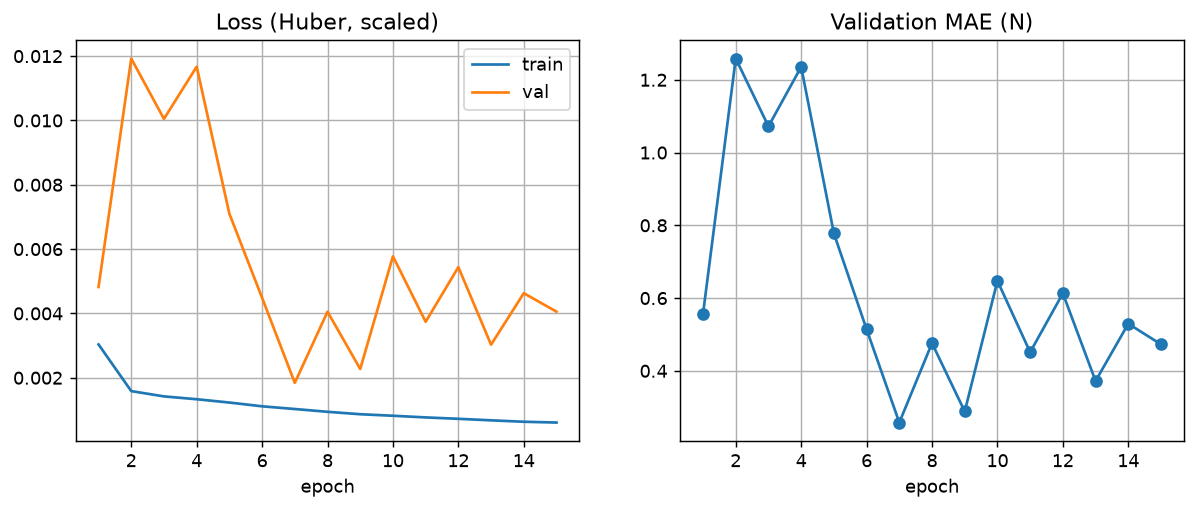 Loss (Huber, scaled)
0.012
0.010
0.008
0.006
0.004
0.002
train
val
2 4 6 8 10 12 14
epoch
Validation MAE (N)
1.2
1.0
0.8
0.6
0.4
2 4 6 8 10 12 14
epoch